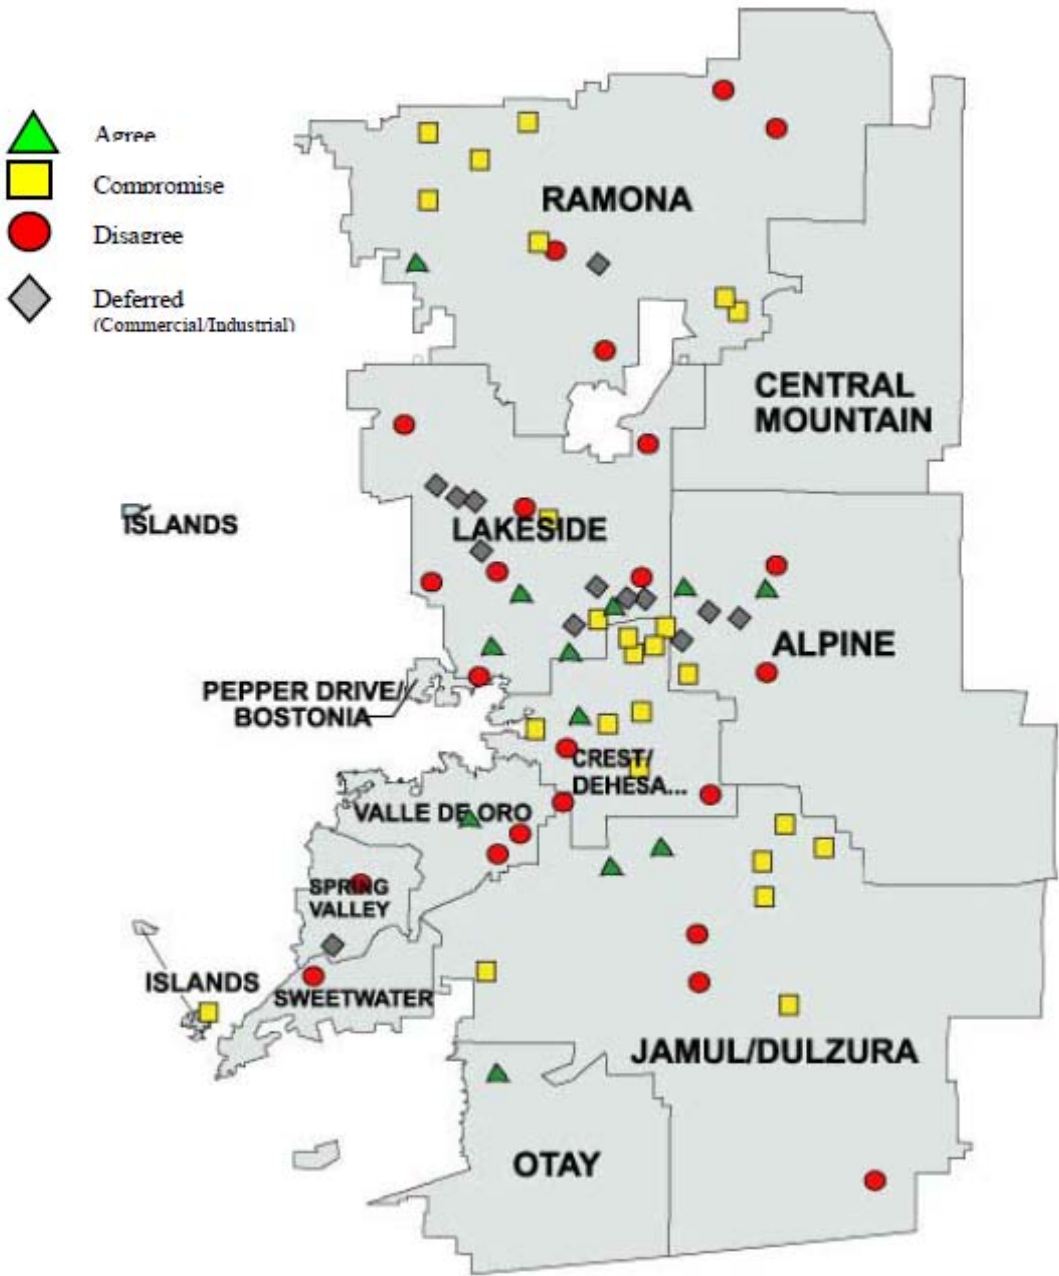 Agree
Compromise
Disagree
Deferred
(Commercial/Industrial)
RAMONA
CENTRAL
MOUNTAIN
ISLANDS
LAKESIDE
ALPINE
PEPPER DRIVE/
BOSTONIA
CREST/
DEHESA...
VALLE DE ORO
SPRING
VALLEY
ISLANDS
SWEETWATER
JAMUL/DULZURA
OTAY